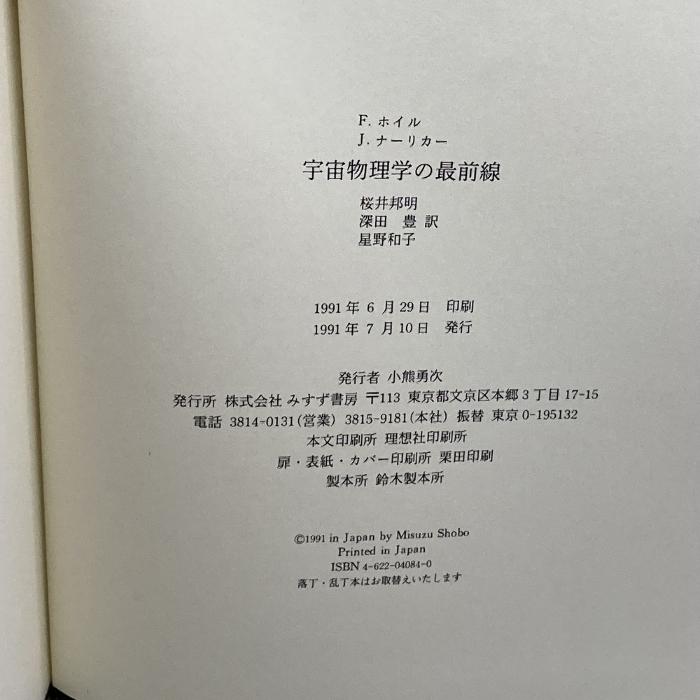 F. ホイル
J. ナーリカー
宇宙物理学の最前線
桜井邦明
深田 豊 訳
星野和子
1991年6月29日 印刷
1991年7月10日 発行
発行者 小熊勇次
発行所 株式会社 みすず書房 〒113 東京都文京区本郷3丁目17-15
電話 3814-0131(営業) 3815-9181(本社) 振替 東京0-195132
本文印刷所 理想社印刷所
扉・表紙・カバー印刷所 栗田印刷
製本所 鈴木製本所
©1991 in Japan by Misuzu Shobo
Printed in Japan
ISBN 4-622-04084-0
落丁・乱丁本はお取替えいたします